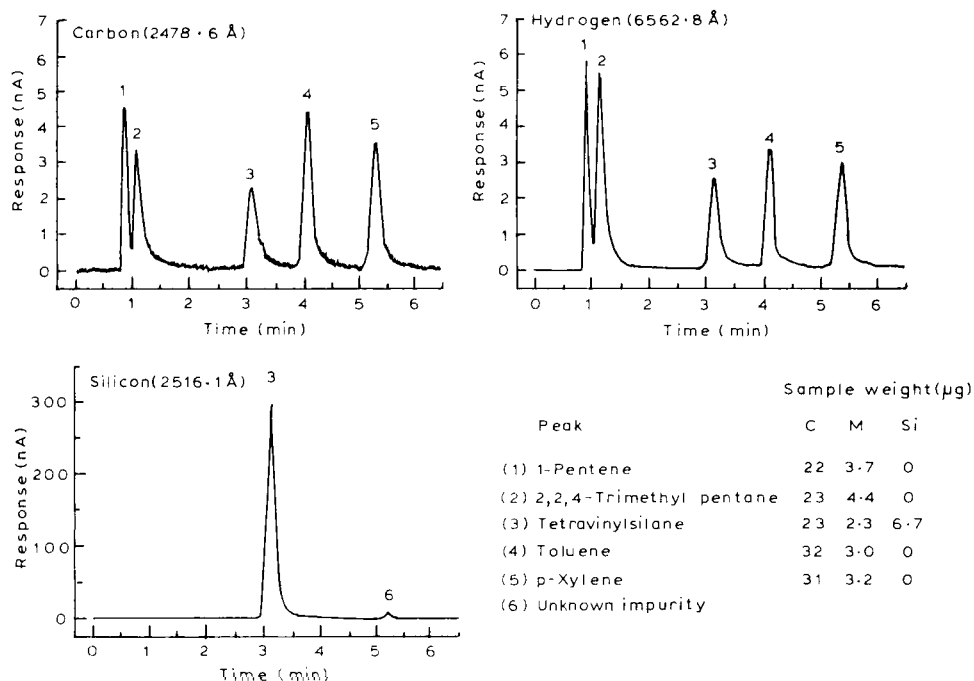 Carbon(2478·6 Å)
Response(nA)
7
6
5
4
3
2
1
0
1
2
3
4
5
0 1 2 3 4 5 6
Time (min)
Hydrogen(6562·8Å)
Response(nA)
7
6
5
4
3
2
1
0
1
2
3
4
5
0 1 2 3 4 5 6
Time (min)
Silicon(2516·1Å)
Response(nA)
300
200
100
0
3
6
0 1 2 3 4 5 6
Time (min)
Sample weight(µg)
Peak C M Si
(1) 1-Pentene 22 3·7 0
(2) 2,2,4-Trimethyl pentane 23 4·4 0
(3) Tetravinylsilane 23 2·3 6·7
(4) Toluene 32 3·0 0
(5) p-Xylene 31 3·2 0
(6) Unknown impurity